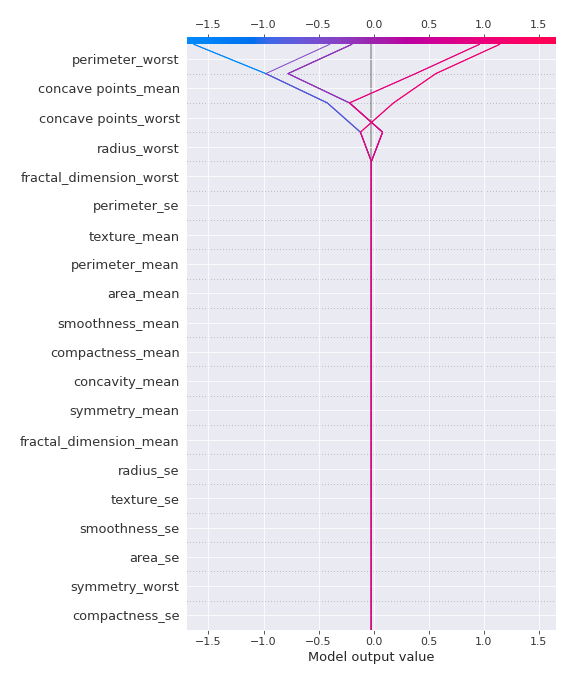 −1.5 −1.0 −0.5 0.0 0.5 1.0 1.5
perimeter_worst
concave points_mean
concave points_worst
radius_worst
fractal_dimension_worst
perimeter_se
texture_mean
perimeter_mean
area_mean
smoothness_mean
compactness_mean
concavity_mean
symmetry_mean
fractal_dimension_mean
radius_se
texture_se
smoothness_se
area_se
symmetry_worst
compactness_se
−1.5 −1.0 −0.5 0.0 0.5 1.0 1.5
Model output value